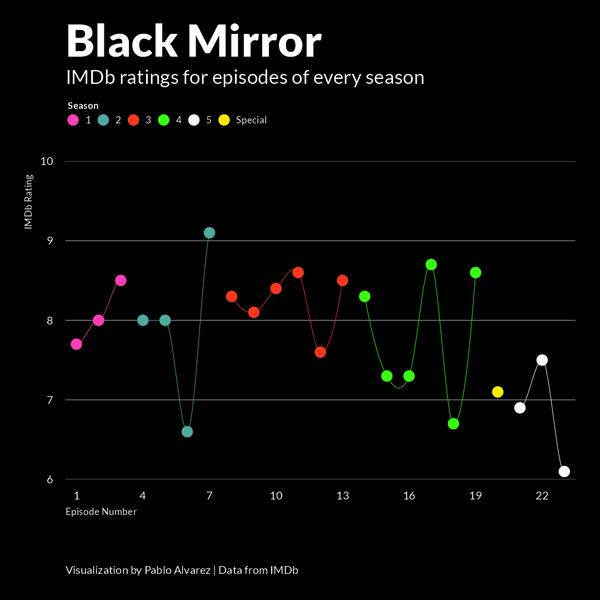 Black Mirror
IMDb ratings for episodes of every season
Season
1 2 3 4 5 Special
IMDb Rating
10
9
8
7
6
1 4 7 10 13 16 19 22
Episode Number
Visualization by Pablo Alvarez | Data from IMDb